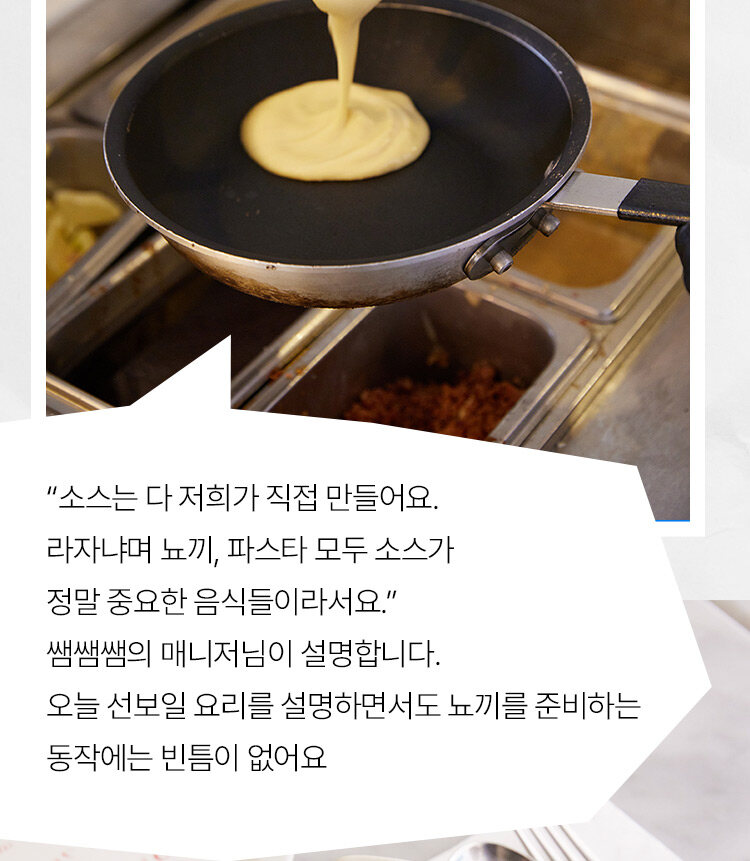 “소스는 다 저희가 직접 만들어요.
라자냐며 뇨끼, 파스타 모두 소스가
정말 중요한 음식들이라서요.”
쌤쌤쌤의 매니저님이 설명합니다.
오늘 선보일 요리를 설명하면서도 뇨끼를 준비하는
동작에는 빈틈이 없어요